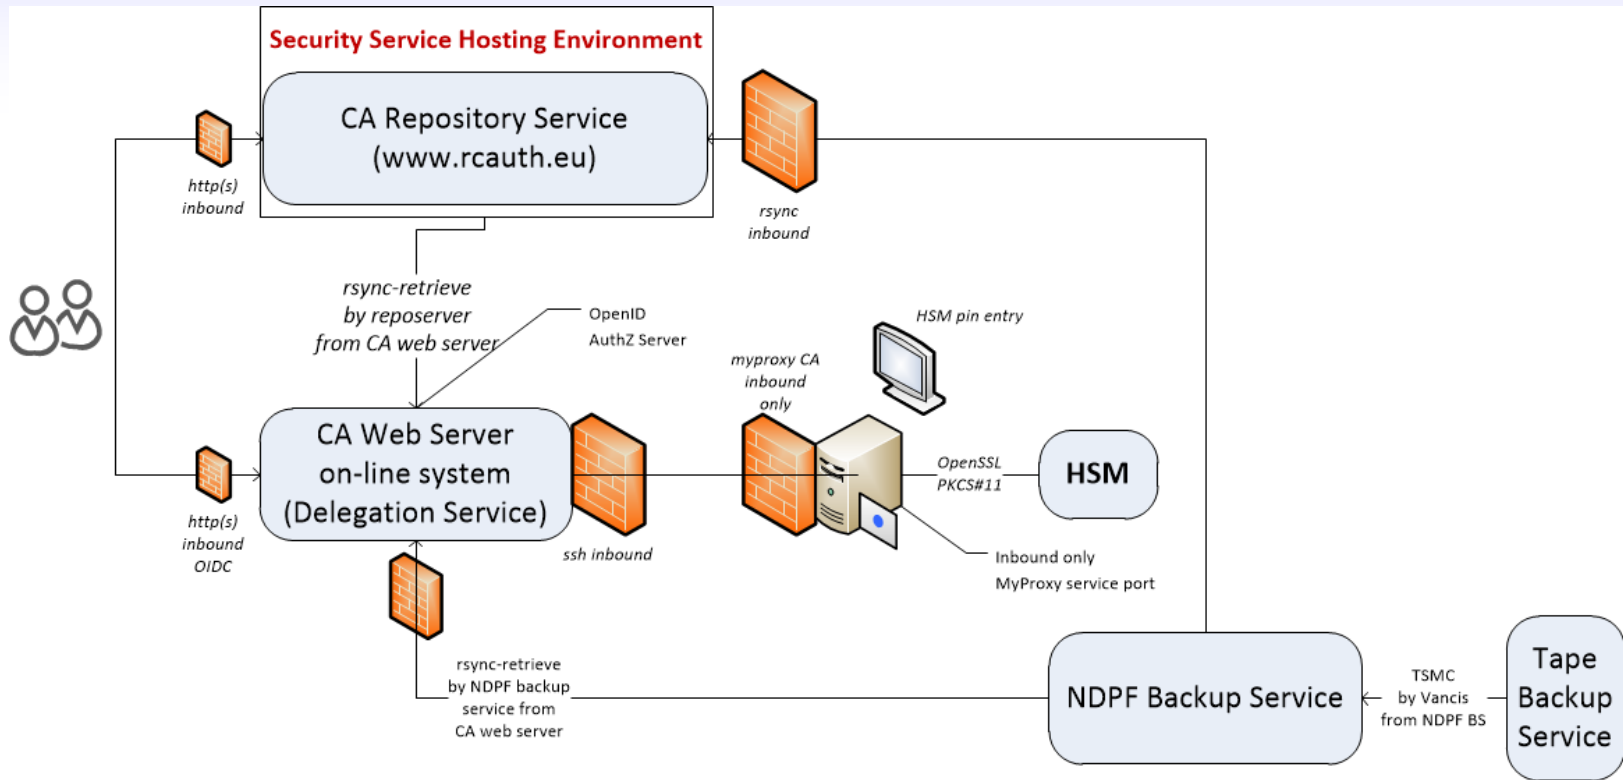 Security Service Hosting Environment
CA Repository Service
(www.rcauth.eu)
http(s)
inbound
rsync
inbound
rsync-retrieve
by reposerver
from CA web server
OpenID
AuthZ Server
HSM pin entry
myproxy CA
inbound
only
CA Web Server
on-line system
(Delegation Service)
OpenSSL
PKCS#11
HSM
http(s)
inbound
OIDC
ssh inbound
Inbound only
MyProxy service port
rsync-retrieve
by NDPF backup
service from
CA web server
NDPF Backup Service
TSMC
by Vancis
from NDPF BS
Tape
Backup
Service